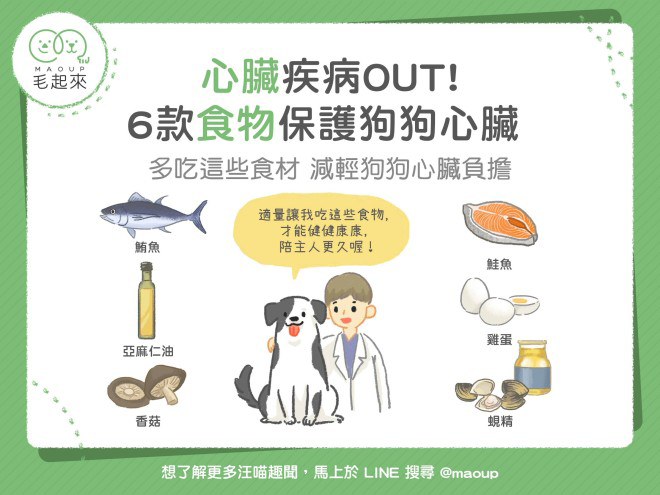 MAOUP
毛起來
心臟疾病OUT!
6款食物保護狗狗心臟
多吃這些食材 減輕狗狗心臟負擔
適量讓我吃這些食物,
才能健健康康,
陪主人更久喔!
鮪魚
鮭魚
亞麻仁油
雞蛋
香菇
蜆精
想了解更多汪喵趣聞,馬上於 LINE 搜尋 @maoup